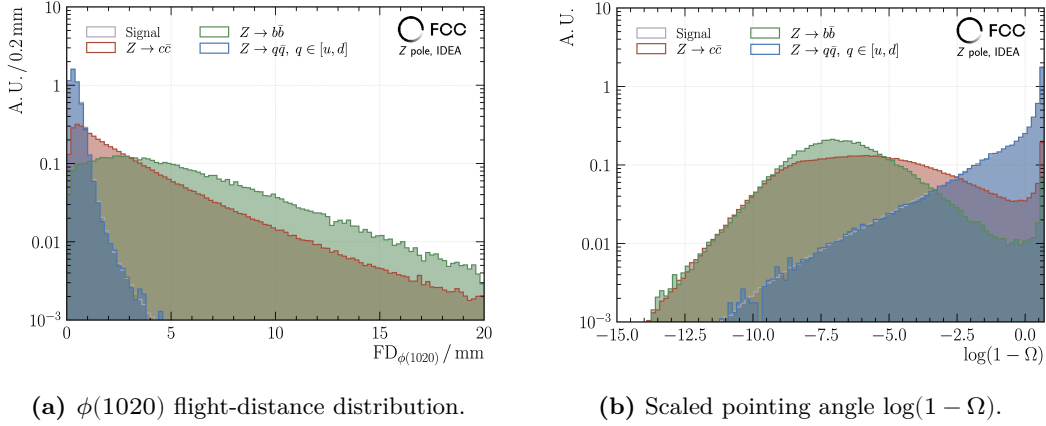 A. U. / 0.2 mm
10
1
0.1
0.01
10⁻³
Signal
Z → cc̄
Z → bb̄
Z → qq̄, q ∈ [u, d]
FCC
Z pole, IDEA
0 5 10 15 20
FD_ϕ(1020) / mm
(a) ϕ(1020) flight-distance distribution.
A. U.
10
1
0.1
0.01
10⁻³
Signal
Z → cc̄
Z → bb̄
Z → qq̄, q ∈ [u, d]
FCC
Z pole, IDEA
−15.0 −12.5 −10.0 −7.5 −5.0 −2.5 0.0
log(1 − Ω)
(b) Scaled pointing angle log(1 − Ω).